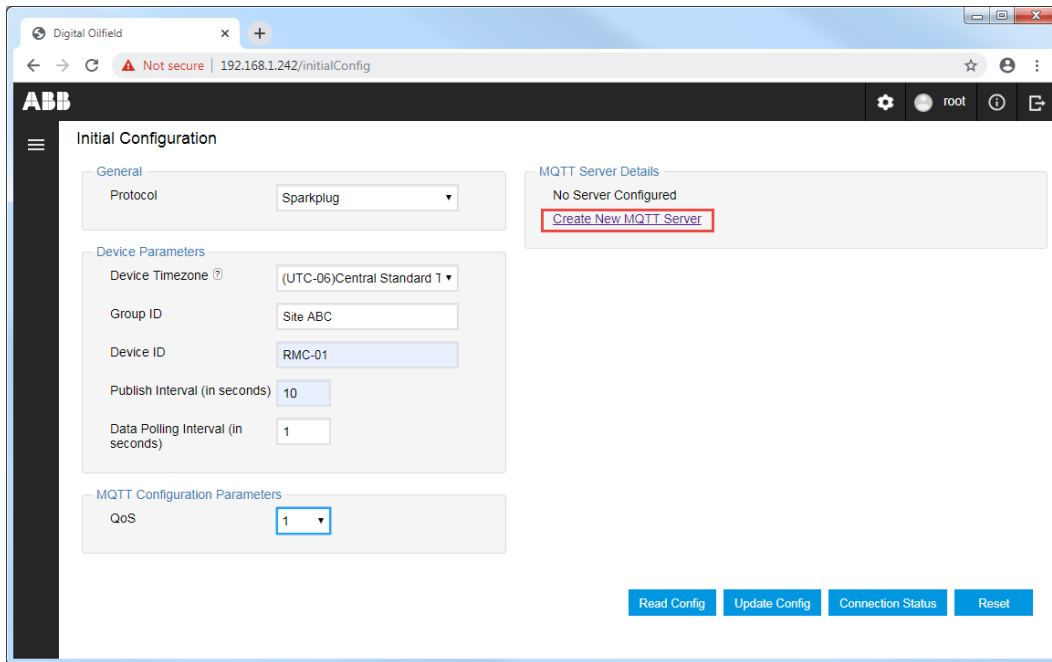 Digital Oilfield
Not secure | 192.168.1.242/initialConfig
ABB
root
Initial Configuration
General
Protocol
Sparkplug
Device Parameters
Device Timezone ?
(UTC-06)Central Standard T
Group ID
Site ABC
Device ID
RMC-01
Publish Interval (in seconds)
10
Data Polling Interval (in
seconds)
1
MQTT Configuration Parameters
QoS
1
MQTT Server Details
No Server Configured
Create New MQTT Server
Read Config
Update Config
Connection Status
Reset